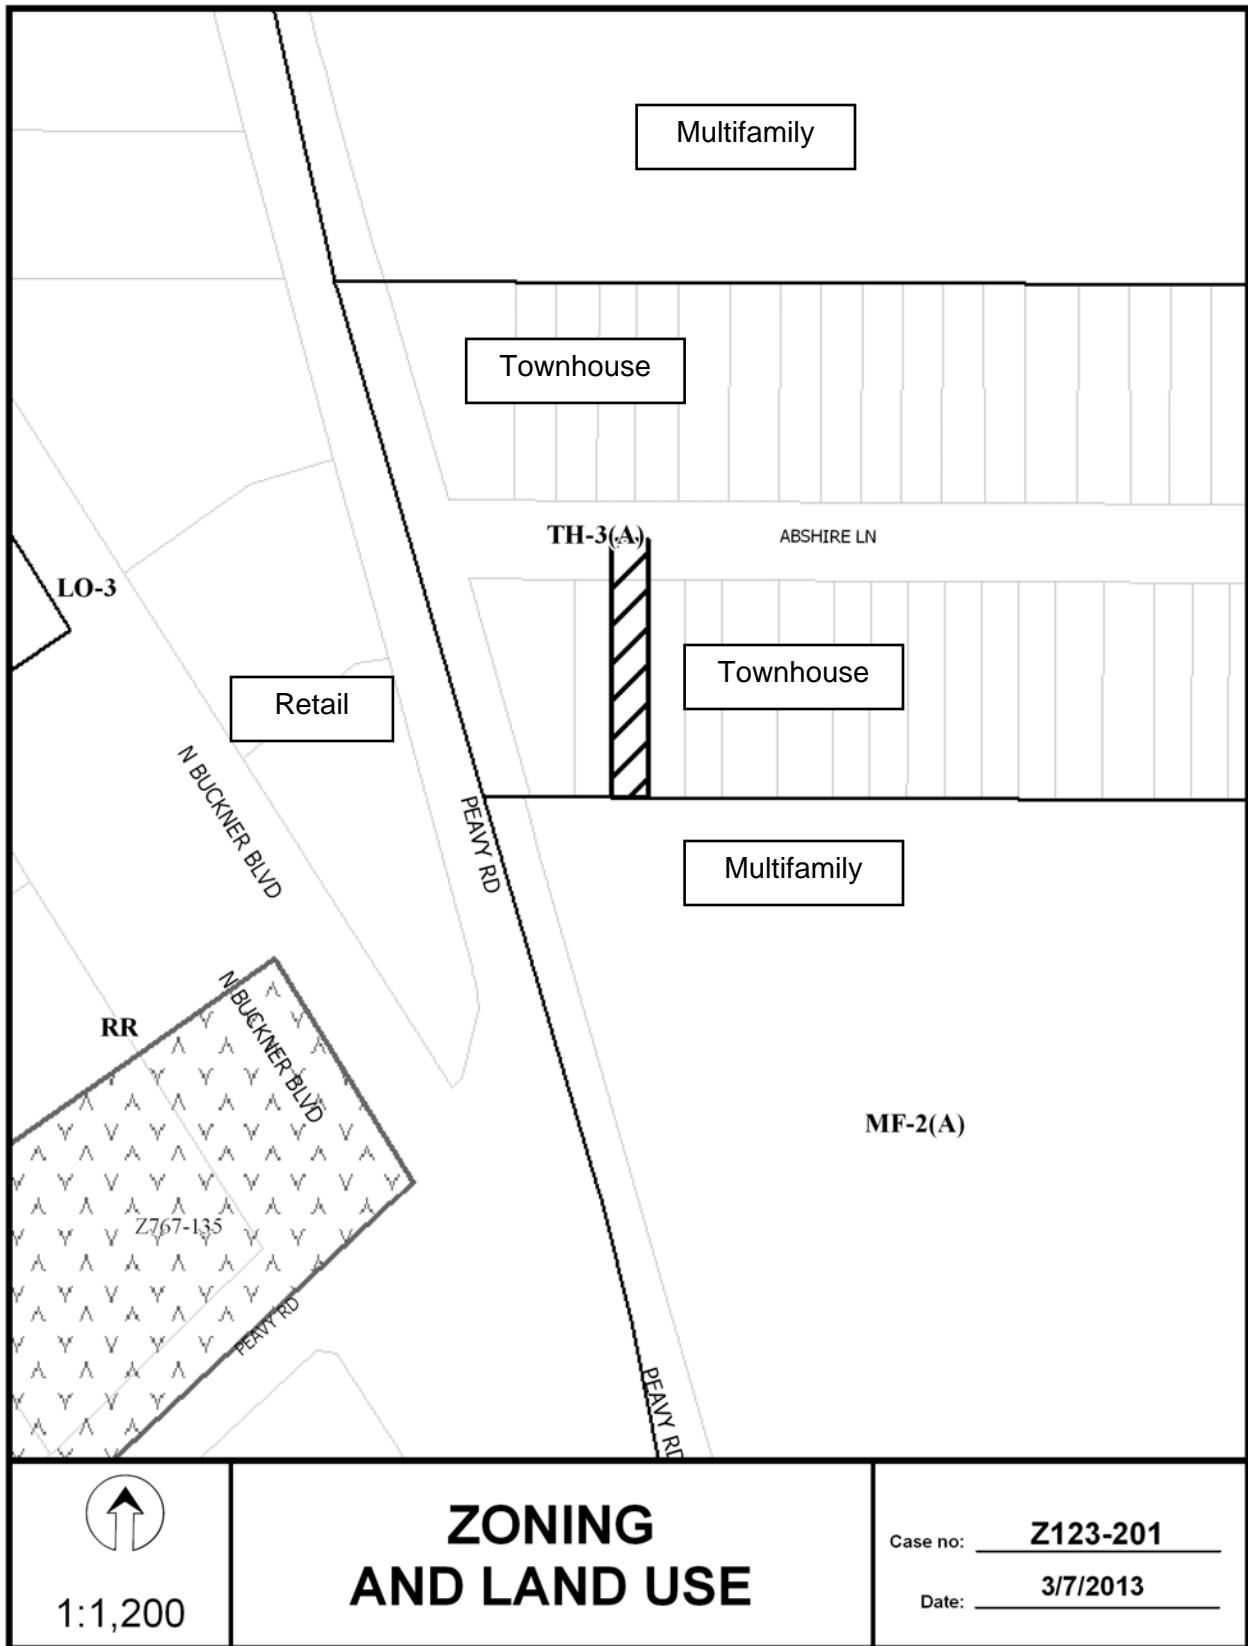 Multifamily
Townhouse
TH-3(A)
ABSHIRE LN
LO-3
Townhouse
Retail
N BUCKNER BLVD
PEAVY RD
Multifamily
N BUCKNER BLVD
RR
MF-2(A)
Z767-135
PEAVY RD
PEAVY RD
1:1,200
ZONING
AND LAND USE
Case no: Z123-201
Date: 3/7/2013